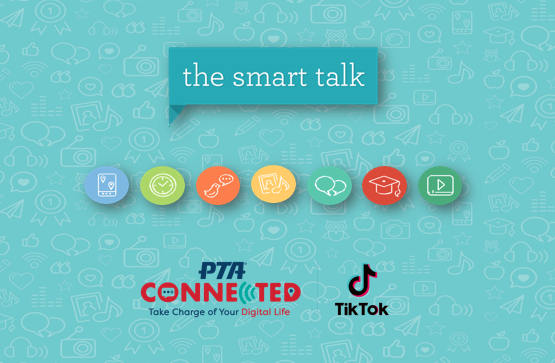 the smart talk
PTA®
CONNECTED
Take Charge of Your Digital Life
TikTok